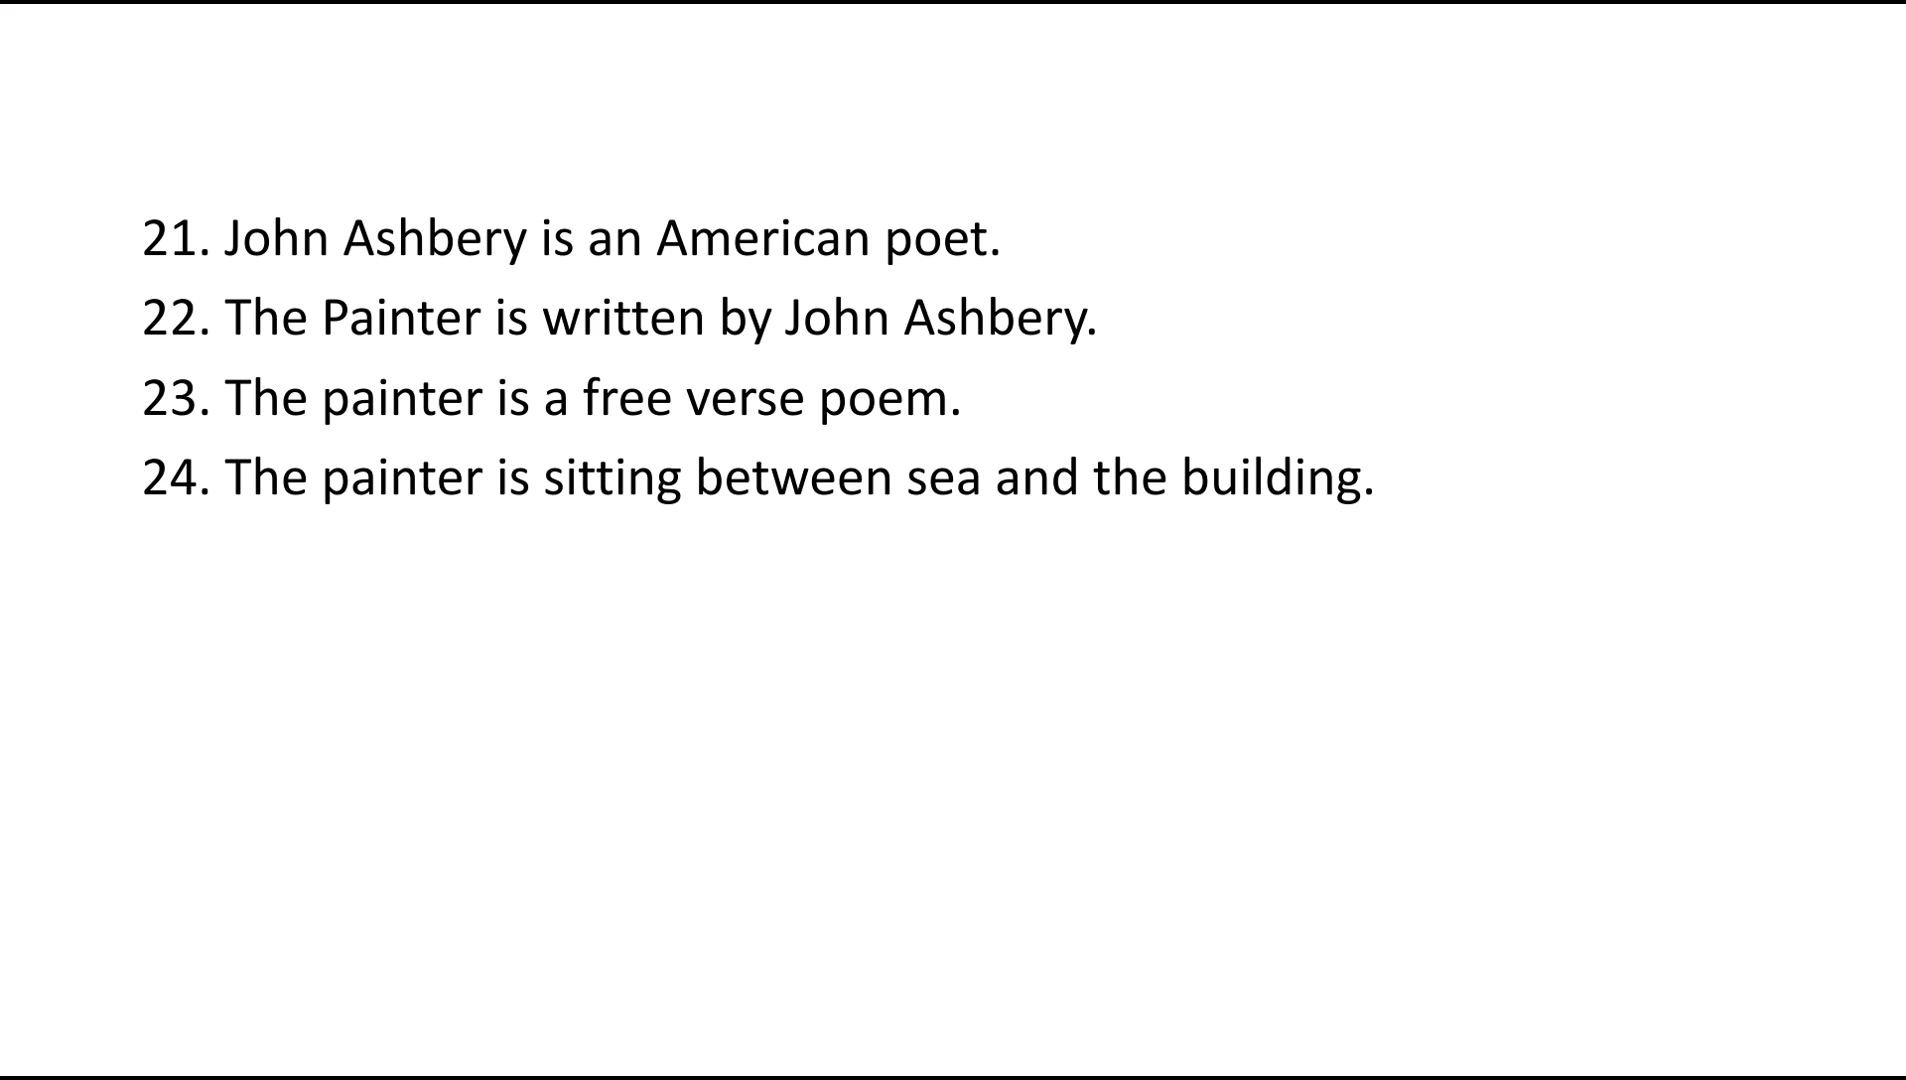 21. John Ashbery is an American poet.
22. The Painter is written by John Ashbery.
23. The painter is a free verse poem.
24. The painter is sitting between sea and the building.